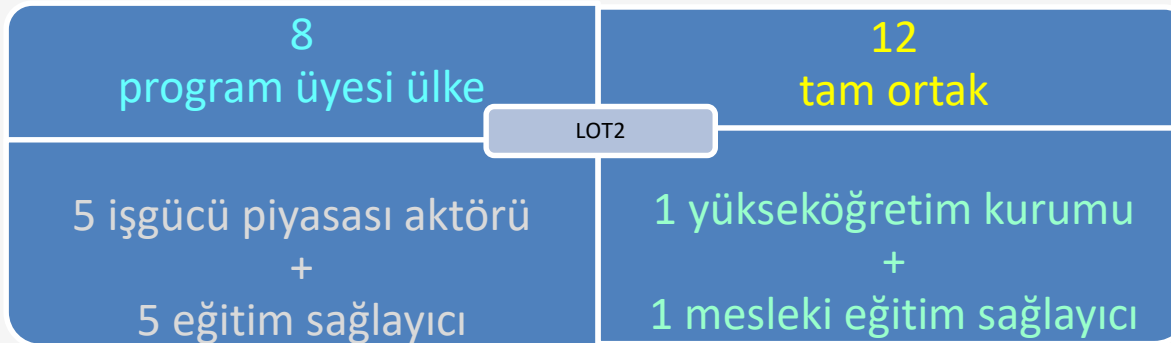 8
program üyesi ülke
12
tam ortak
LOT2
5 işgücü piyasası aktörü
+
5 eğitim sağlayıcı
1 yükseköğretim kurumu
+
1 mesleki eğitim sağlayıcı